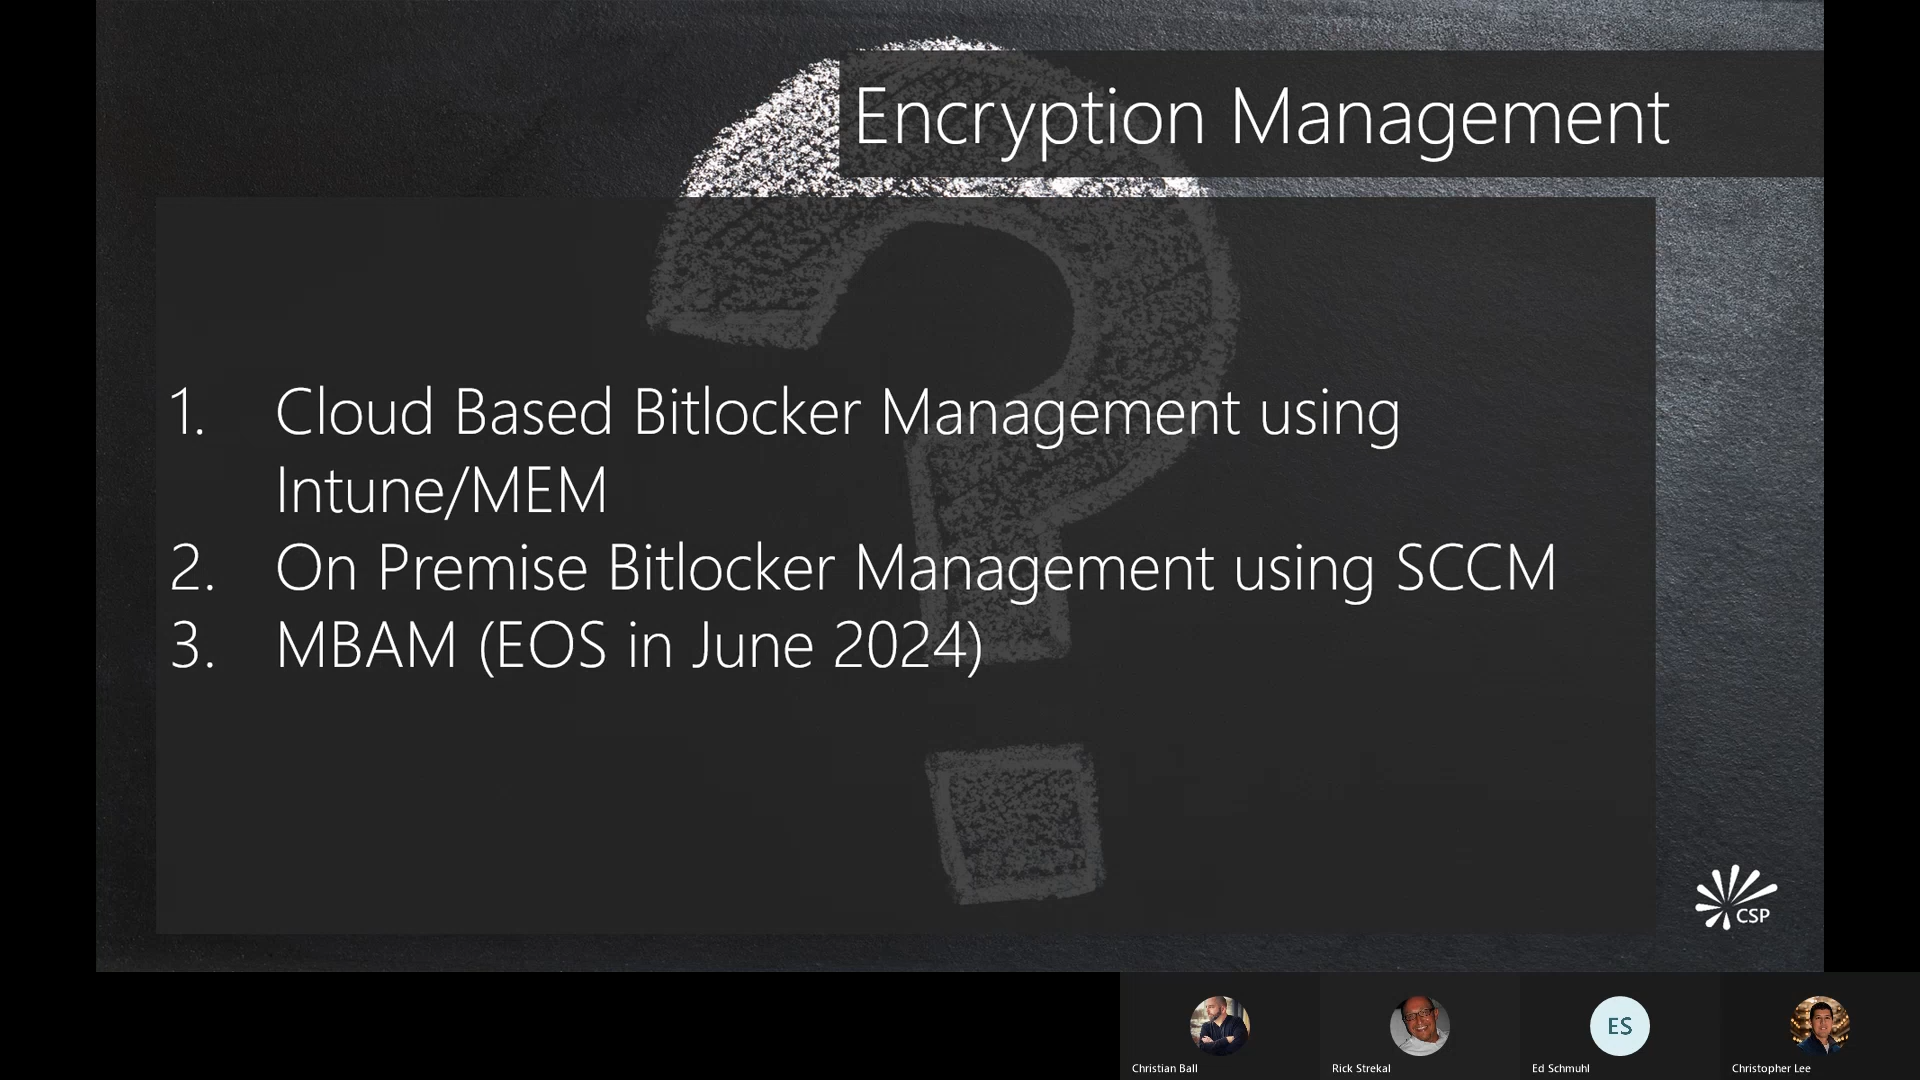 Encryption Management
1. Cloud Based Bitlocker Management using
Intune/MEM
2. On Premise Bitlocker Management using SCCM
3. MBAM (EOS in June 2024)
CSP
ES
Christian Ball
Rick Strekal
Ed Schmuhl
Christopher Lee